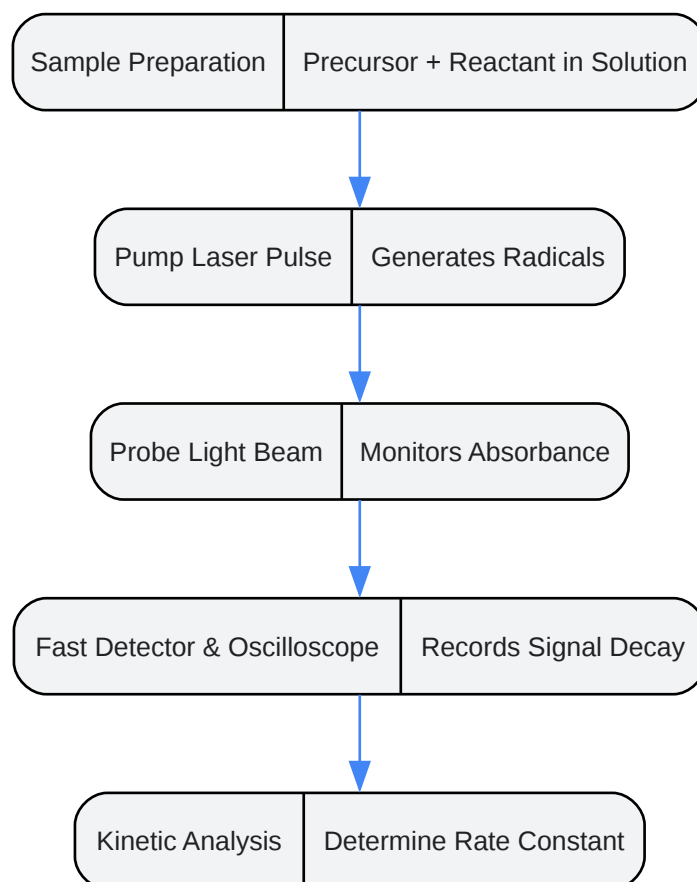 Sample Preparation Precursor + Reactant in Solution
Pump Laser Pulse Generates Radicals
Probe Light Beam Monitors Absorbance
Fast Detector & Oscilloscope Records Signal Decay
Kinetic Analysis Determine Rate Constant